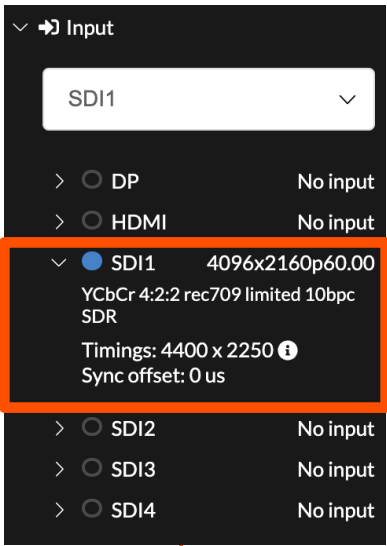 Input
SDI1
DP No input
HDMI No input
SDI1 4096x2160p60.00
YCbCr 4:2:2 rec709 limited 10bpc
SDR
Timings: 4400 x 2250
Sync offset: 0 us
SDI2 No input
SDI3 No input
SDI4 No input